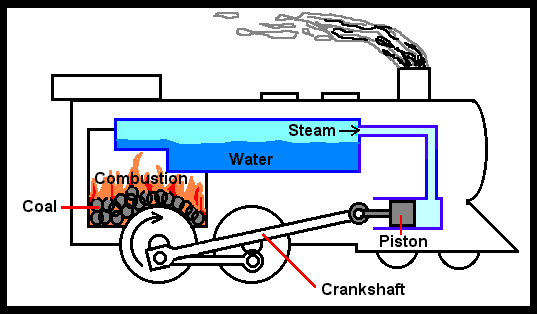 Steam
Water
Combustion
Coal
Piston
Crankshaft